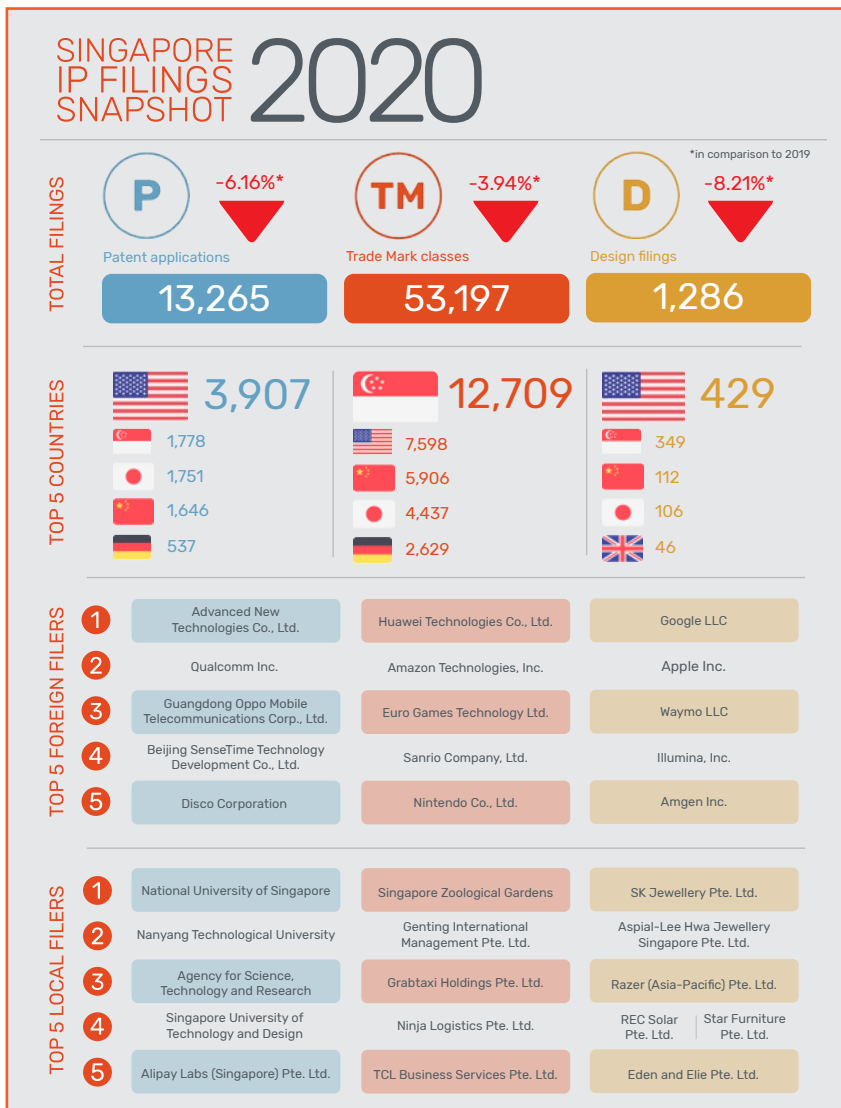 SINGAPORE
IP FILINGS
SNAPSHOT
2020
*in comparison to 2019
TOTAL FILINGS
P
-6.16%*
Patent applications
13,265
TM
-3.94%*
Trade Mark classes
53,197
D
-8.21%*
Design filings
1,286
TOP 5 COUNTRIES
3,907
1,778
1,751
1,646
537
12,709
7,598
5,906
4,437
2,629
429
349
112
106
46
TOP 5 FOREIGN FILERS
1
Advanced New
Technologies Co., Ltd.
Huawei Technologies Co., Ltd.
Google LLC
2
Qualcomm Inc.
Amazon Technologies, Inc.
Apple Inc.
3
Guangdong Oppo Mobile
Telecommunications Corp., Ltd.
Euro Games Technology Ltd.
Waymo LLC
4
Beijing SenseTime Technology
Development Co., Ltd.
Sanrio Company, Ltd.
Illumina, Inc.
5
Disco Corporation
Nintendo Co., Ltd.
Amgen Inc.
TOP 5 LOCAL FILERS
1
National University of Singapore
Singapore Zoological Gardens
SK Jewellery Pte. Ltd.
2
Nanyang Technological University
Genting International
Management Pte. Ltd.
Aspial-Lee Hwa Jewellery
Singapore Pte. Ltd.
3
Agency for Science,
Technology and Research
Grabtaxi Holdings Pte. Ltd.
Razer (Asia-Pacific) Pte. Ltd.
4
Singapore University of
Technology and Design
Ninja Logistics Pte. Ltd.
REC Solar
Pte. Ltd.
Star Furniture
Pte. Ltd.
5
Alipay Labs (Singapore) Pte. Ltd.
TCL Business Services Pte. Ltd.
Eden and Elie Pte. Ltd.